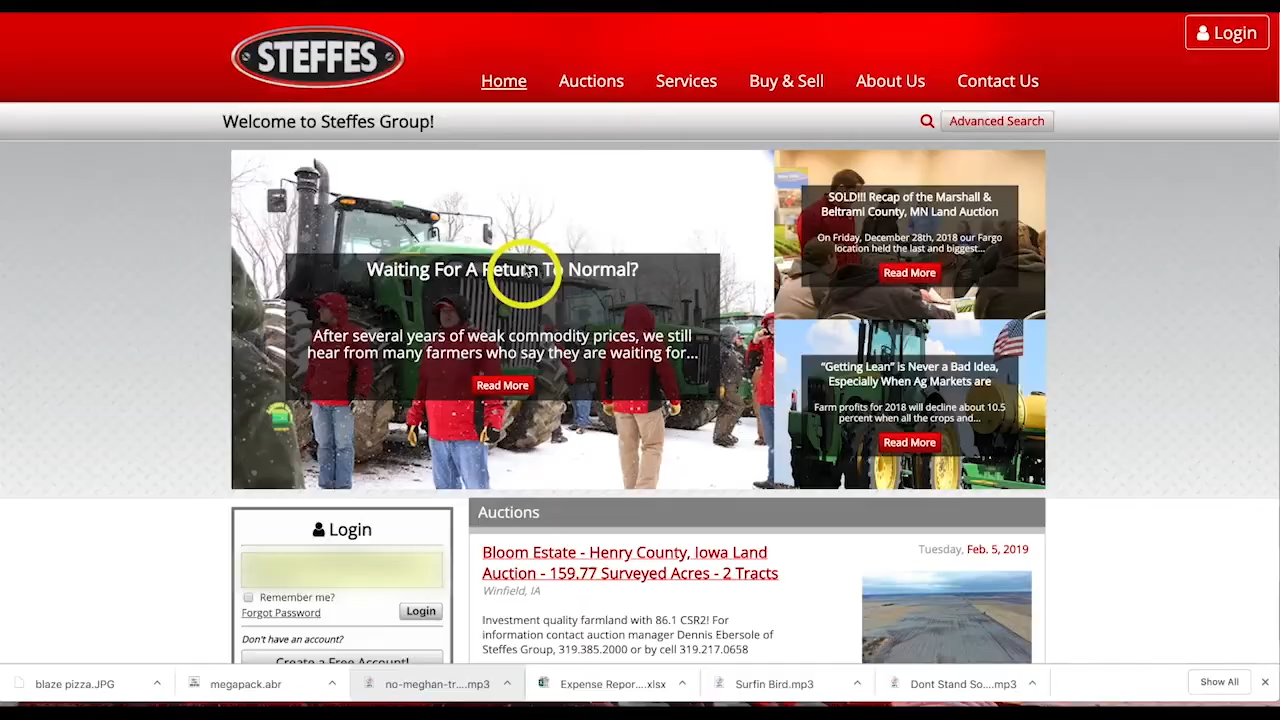 STEFFES
Login
Home
Auctions
Services
Buy & Sell
About Us
Contact Us
Welcome to Steffes Group!
Advanced Search
Waiting For A Return To Normal?
After several years of weak commodity prices, we still
hear from many farmers who say they are waiting for...
Read More
SOLD!!! Recap of the Marshall &
Beltrami County, MN Land Auction
On Friday, December 28th, 2018 our Fargo
location held the last and biggest...
Read More
“Getting Lean” is Never a Bad Idea,
Especially When Ag Markets are
Farm profits for 2018 will decline about 10.5
percent when all the crops and...
Read More
Login
Remember me?
Forgot Password
Login
Don't have an account?
Create a Free Account!
Auctions
Bloom Estate - Henry County, Iowa Land
Auction - 159.77 Surveyed Acres - 2 Tracts
Winfield, IA
Tuesday, Feb. 5, 2019
Investment quality farmland with 86.1 CSR2! For
information contact auction manager Dennis Ebersole of
Steffes Group, 319.385.2000 or by cell 319.217.0658
blaze pizza.JPG
megapack.abr
no-meghan-tr....mp3
Expense Repor....xlsx
Surfin Bird.mp3
Dont Stand So....mp3
Show All